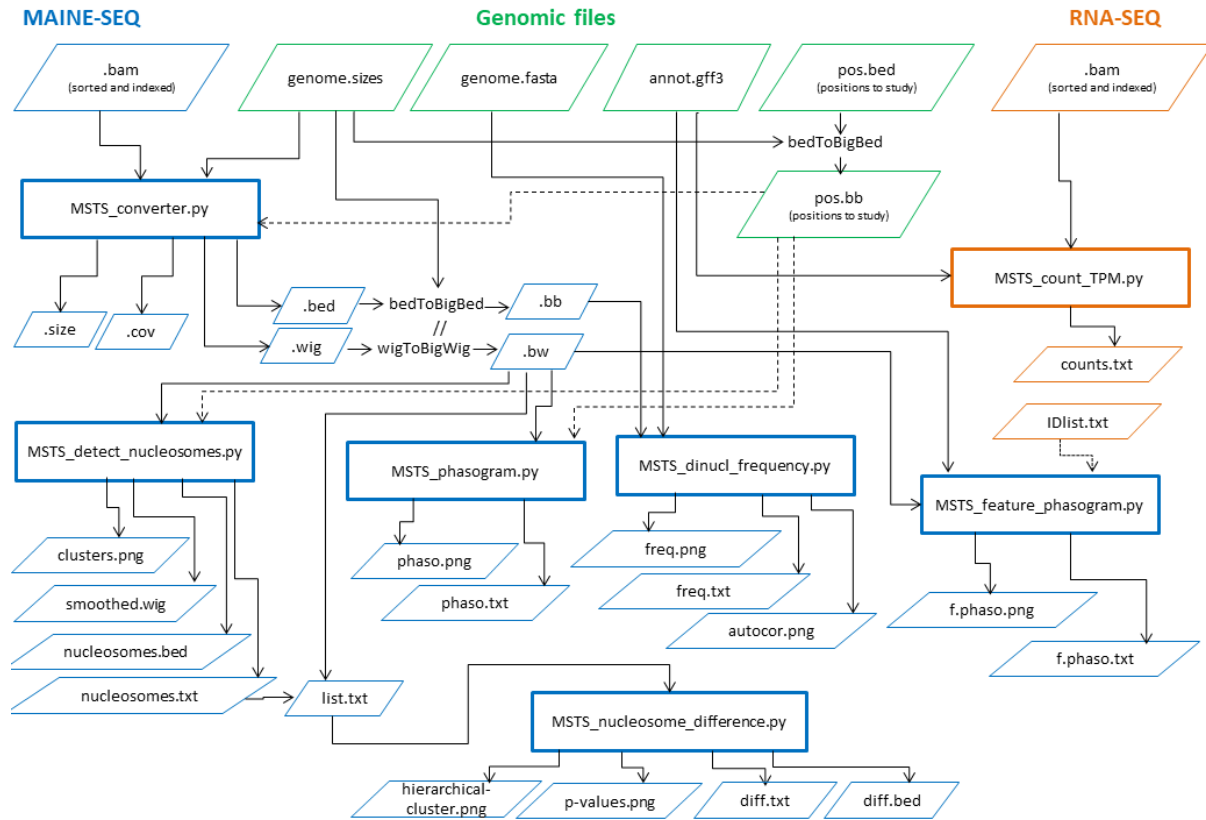 MAINE-SEQ
Genomic files
RNA-SEQ
.bam
(sorted and indexed)
genome.sizes
genome.fasta
annot.gff3
pos.bed
(positions to study)
.bam
(sorted and indexed)
bedToBigBed
MSTS_converter.py
pos.bb
(positions to study)
MSTS_count_TPM.py
.size
.cov
.bed
bedToBigBed
.bb
//
.wig
wigToBigWig
.bw
counts.txt
IDlist.txt
MSTS_detect_nucleosomes.py
MSTS_phasogram.py
MSTS_dinucl_frequency.py
MSTS_feature_phasogram.py
clusters.png
smoothed.wig
nucleosomes.bed
nucleosomes.txt
phaso.png
phaso.txt
freq.png
freq.txt
autocor.png
f.phaso.png
f.phaso.txt
list.txt
MSTS_nucleosome_difference.py
hierarchical-
cluster.png
p-values.png
diff.txt
diff.bed